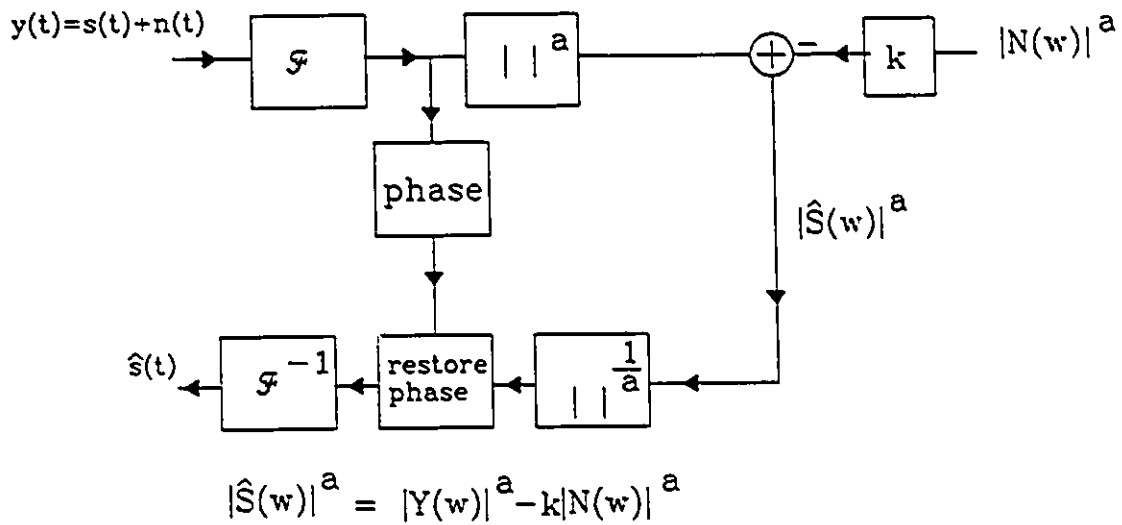 y(t)=s(t)+n(t)
ℱ
| |^a
−
k
|N(w)|^a
phase
|Ŝ(w)|^a
ŝ(t)
ℱ^−1
restore
phase
| |^1/a
|Ŝ(w)|^a = |Y(w)|^a−k|N(w)|^a